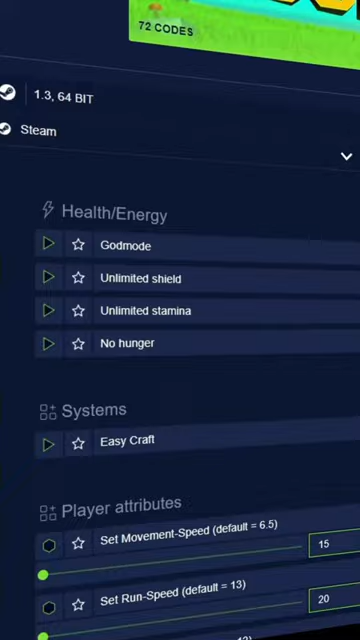 72 CODES
1.3, 64 BIT
Steam
Health/Energy
Godmode
Unlimited shield
Unlimited stamina
No hunger
Systems
Easy Craft
Player attributes
Set Movement-Speed (default = 6.5)
15
Set Run-Speed (default = 13)
20